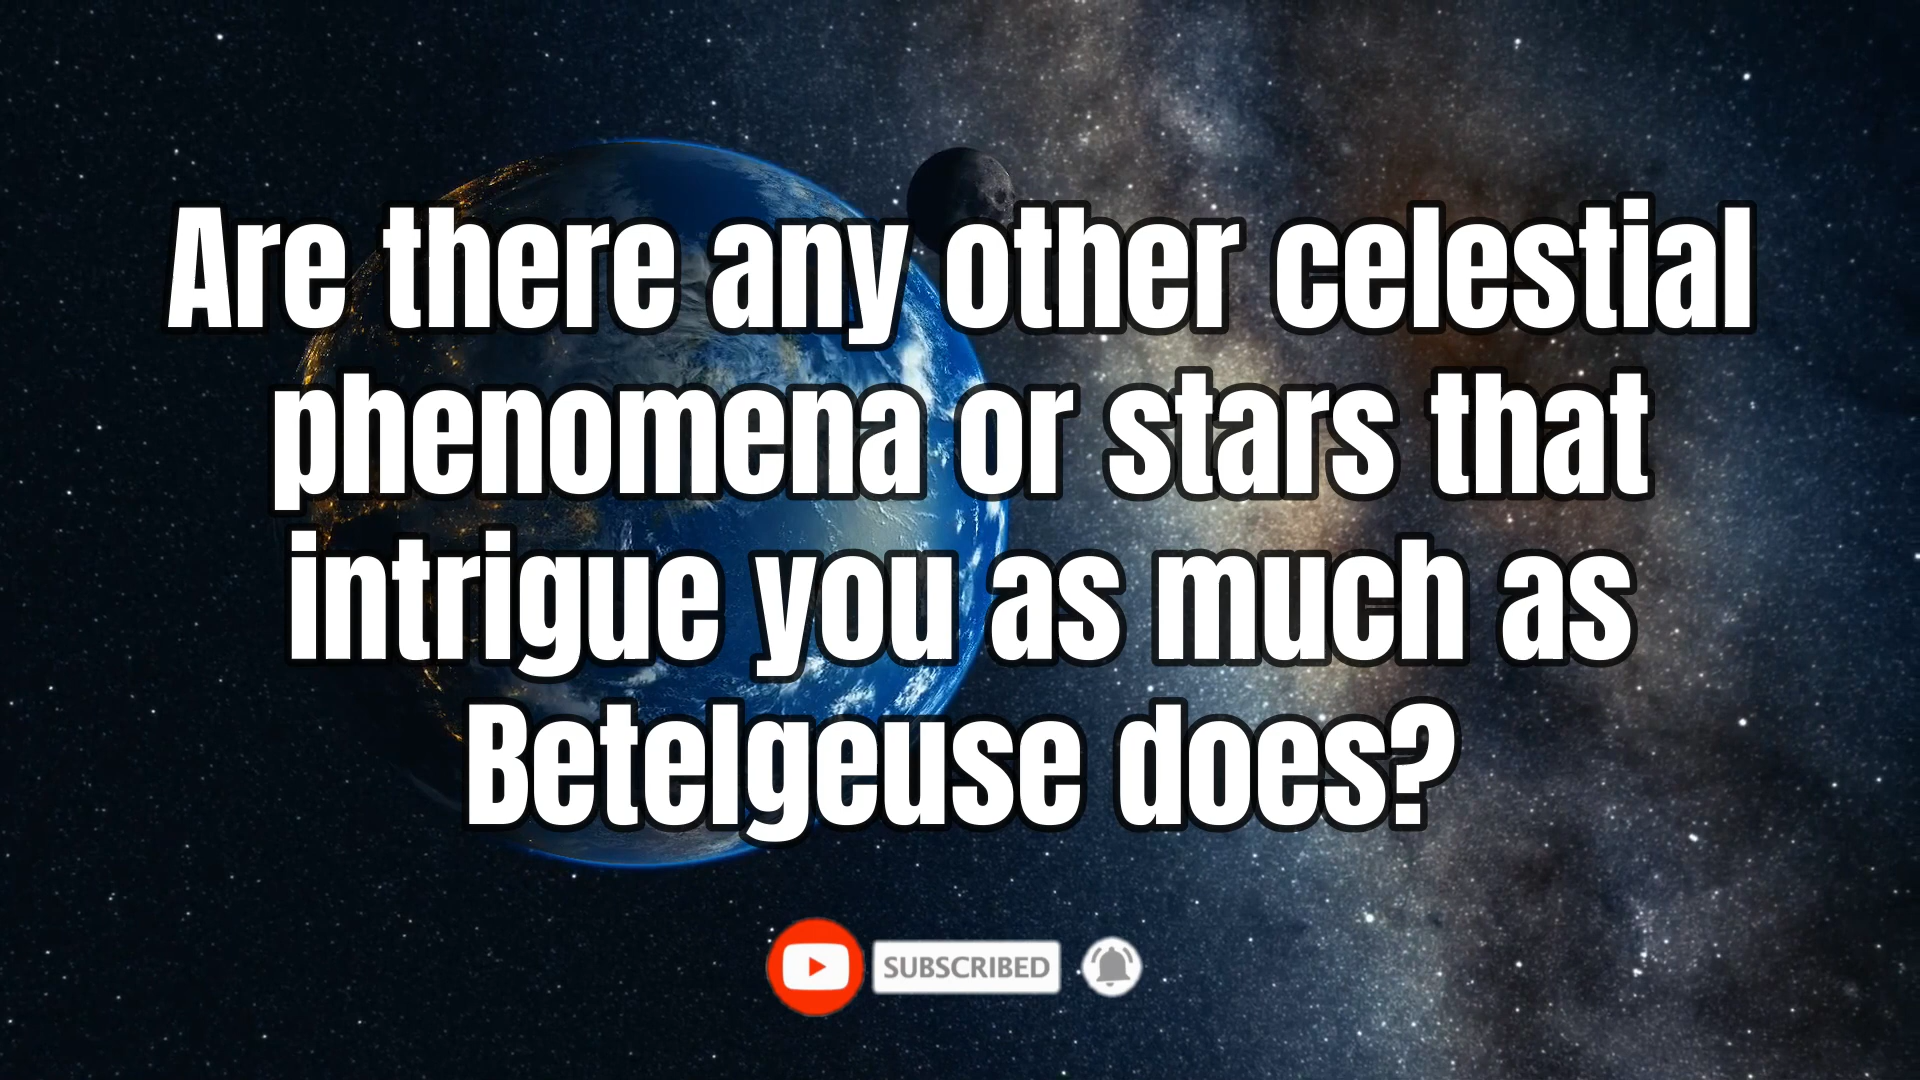 Are there any other celestial
phenomena or stars that
intrigue you as much as
Betelgeuse does?
SUBSCRIBED